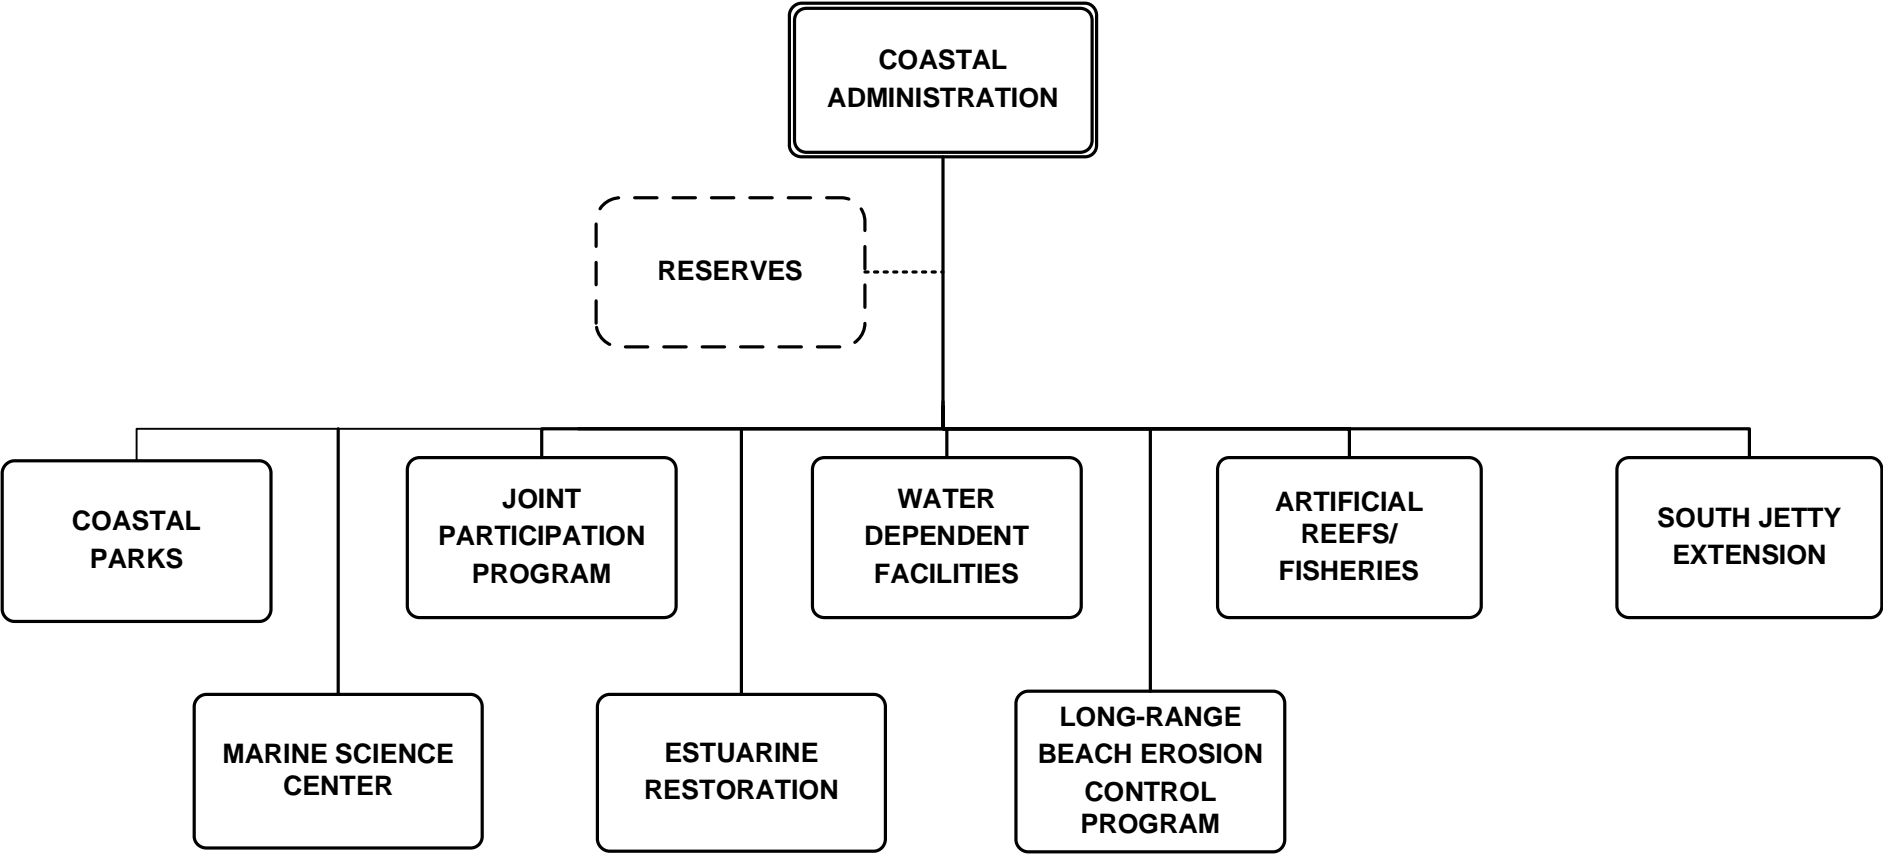 COASTAL
ADMINISTRATION
RESERVES
COASTAL
PARKS
JOINT
PARTICIPATION
PROGRAM
WATER
DEPENDENT
FACILITIES
ARTIFICIAL
REEFS/
FISHERIES
SOUTH JETTY
EXTENSION
MARINE SCIENCE
CENTER
ESTUARINE
RESTORATION
LONG-RANGE
BEACH EROSION
CONTROL
PROGRAM